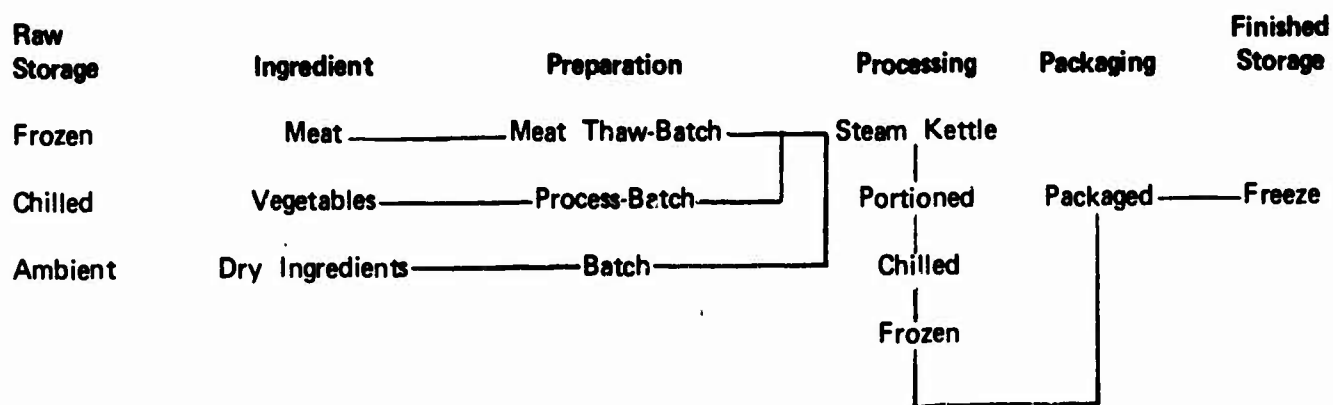 Raw Storage Ingredient Preparation Processing Packaging Finished Storage
Frozen Meat Meat Thaw-Batch Steam Kettle
Chilled Vegetables Process-Batch Portioned Packaged Freeze
Ambient Dry Ingredients Batch Chilled
Frozen